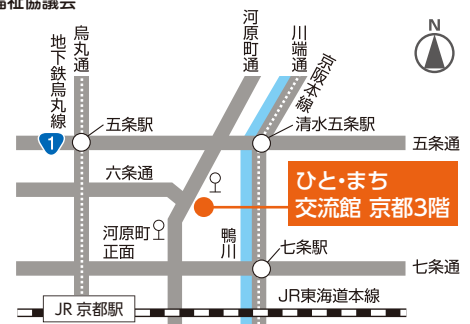 福祉協議会
烏丸通
地下鉄烏丸線
河原町通
川端通
京阪本線
N
1
五条駅
清水五条駅
五条通
六条通
ひと・まち
交流館 京都3階
河原町
正面
鴨川
七条駅
七条通
JR東海道本線
JR 京都駅